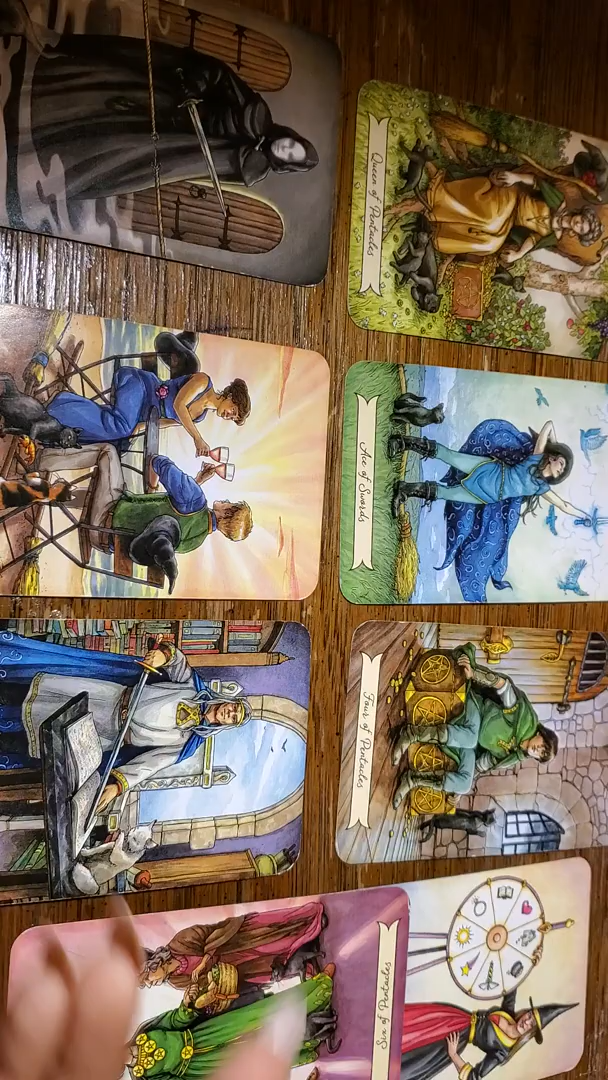 Queen of Pentacles
Ace of Swords
Four of Pentacles
Six of Pentacles